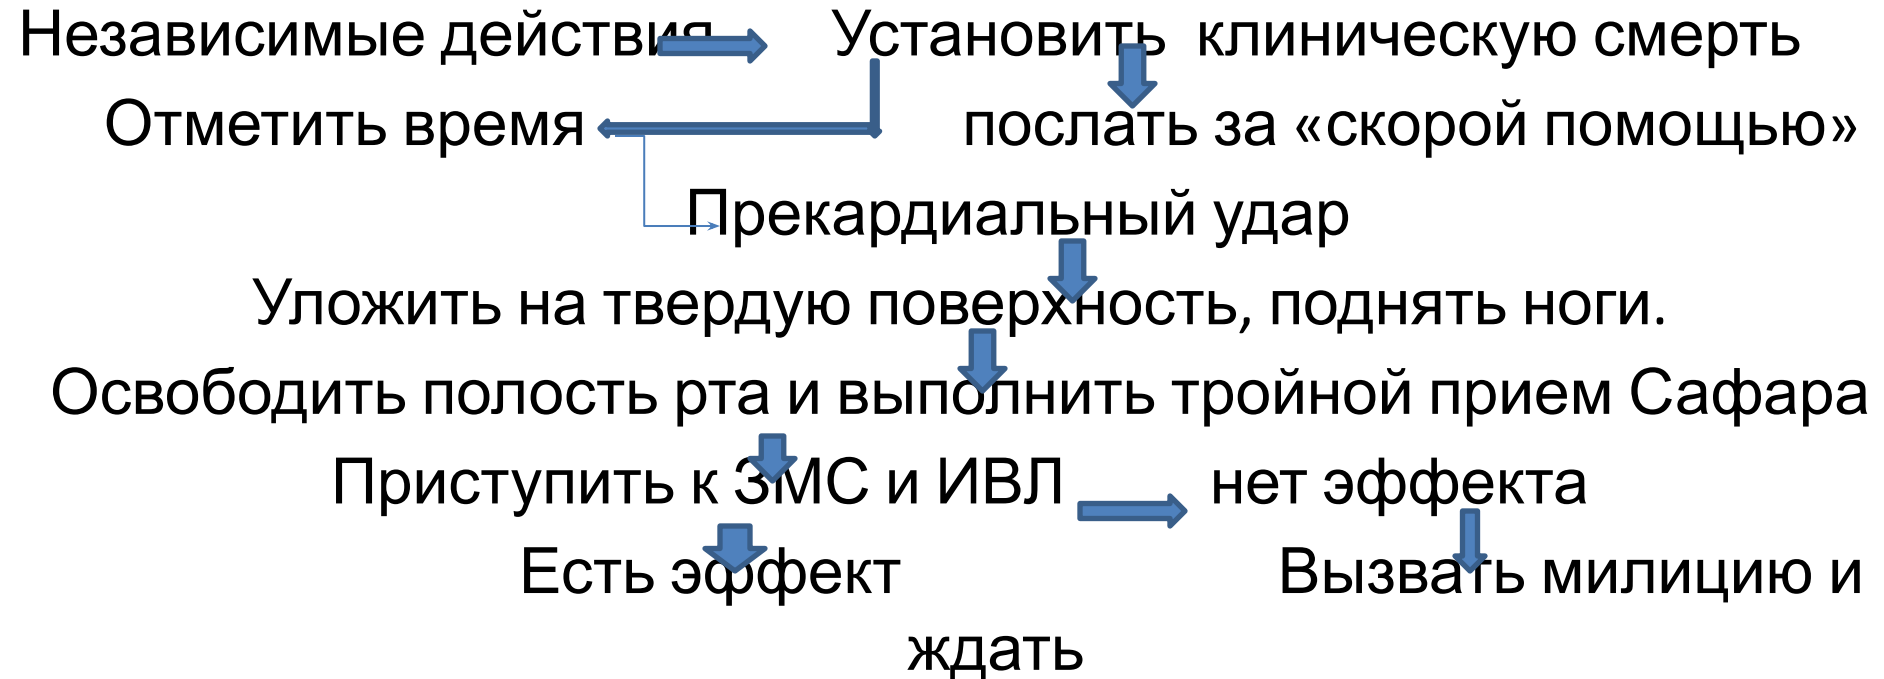 Независимые действия Установить клиническую смерть
Отметить время послать за «скорой помощью»
Прекардиальный удар
Уложить на твердую поверхность, поднять ноги.
Освободить полость рта и выполнить тройной прием Сафара
Приступить к ЗМС и ИВЛ нет эффекта
Есть эффект Вызвать милицию и
ждать